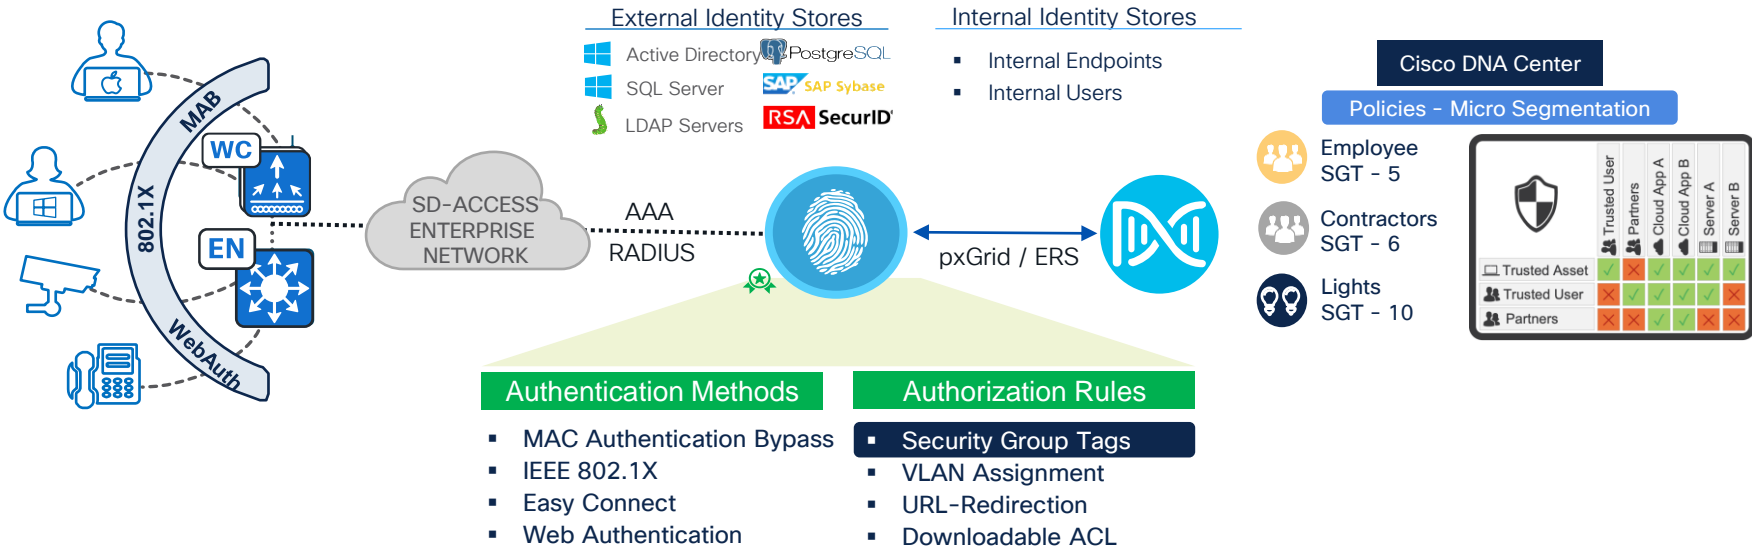 External Identity Stores
Active Directory
PostgreSQL
SQL Server
SAP SAP Sybase
LDAP Servers
RSA SecurID
Internal Identity Stores
▪ Internal Endpoints
▪ Internal Users
Cisco DNA Center
Policies - Micro Segmentation
Employee
SGT - 5
Contractors
SGT - 6
Lights
SGT - 10
Trusted User
Partners
Cloud App A
Cloud App B
Server A
Server B
Trusted Asset
Trusted User
Partners
MAB
802.1X
WebAuth
WC
EN
SD-ACCESS
ENTERPRISE
NETWORK
AAA
RADIUS
pxGrid / ERS
Authentication Methods
▪ MAC Authentication Bypass
▪ IEEE 802.1X
▪ Easy Connect
▪ Web Authentication
Authorization Rules
▪ Security Group Tags
▪ VLAN Assignment
▪ URL-Redirection
▪ Downloadable ACL